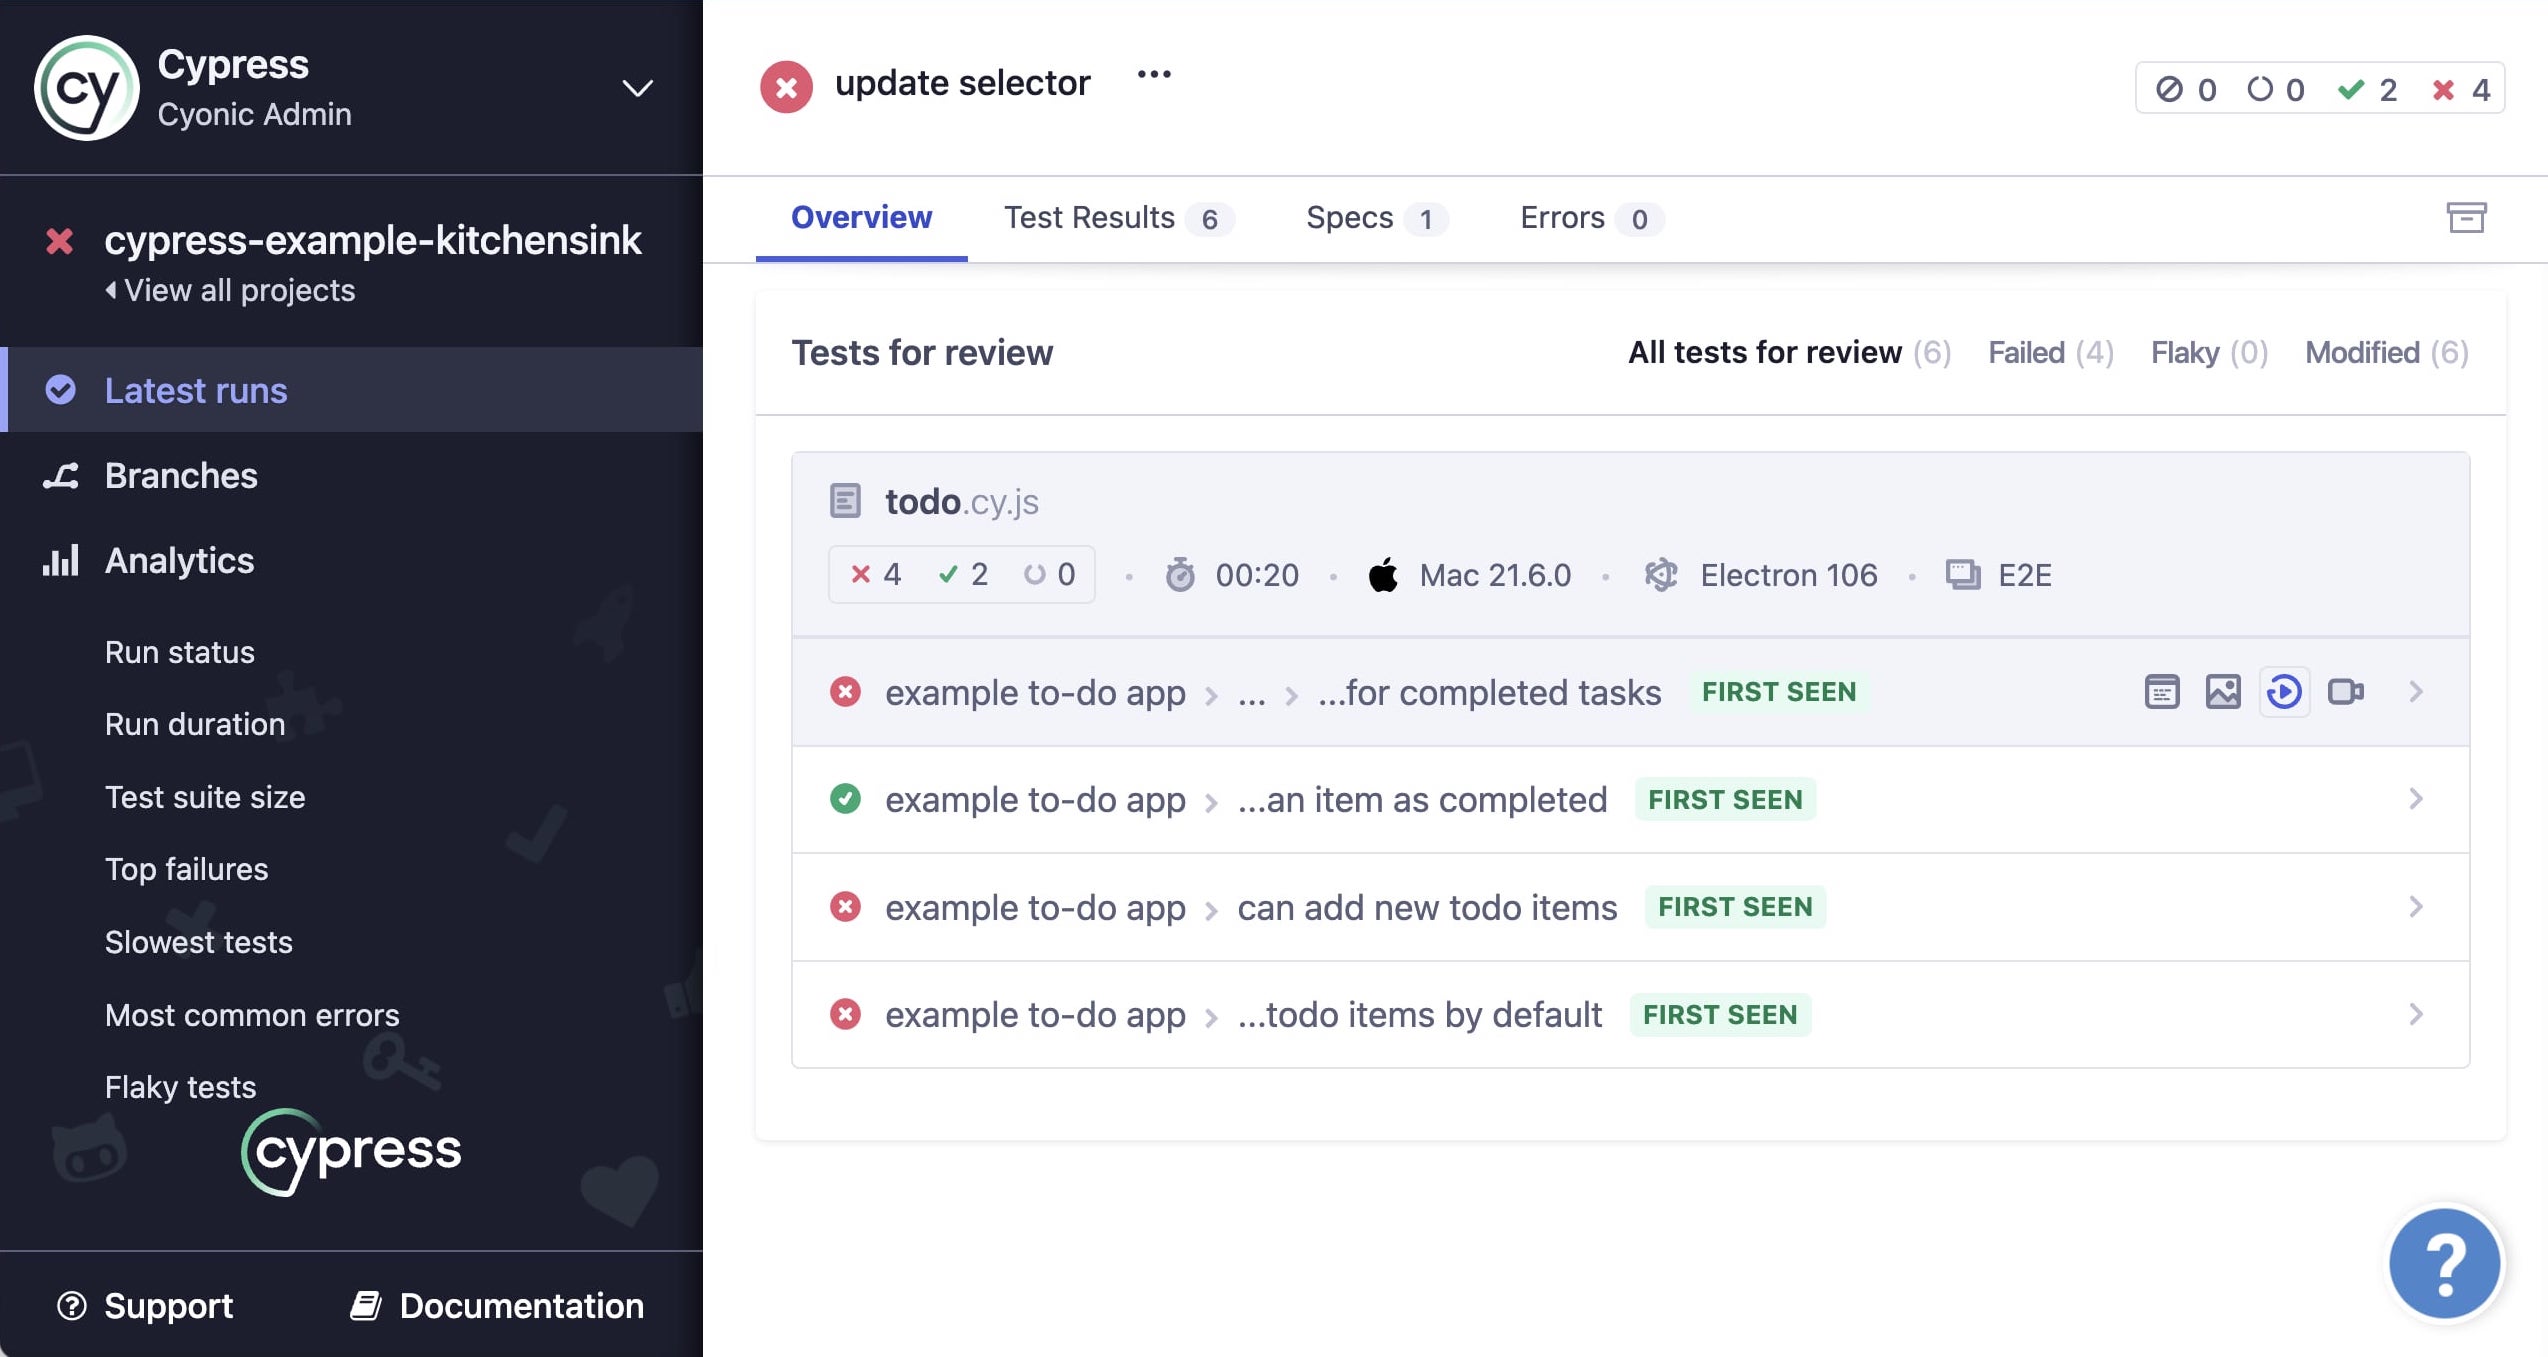 cy
Cypress
Cyonic Admin
cypress-example-kitchensink
View all projects
Latest runs
Branches
Analytics
Run status
Run duration
Test suite size
Top failures
Slowest tests
Most common errors
Flaky tests
cypress
Support
Documentation
update selector ...
0 0 2 4
Overview Test Results 6 Specs 1 Errors 0
Tests for review All tests for review (6) Failed (4) Flaky (0) Modified (6)
todo.cy.js
4 2 0 · 00:20 · Mac 21.6.0 · Electron 106 · E2E
example to-do app > ... > ...for completed tasks FIRST SEEN
example to-do app > ...an item as completed FIRST SEEN
example to-do app > can add new todo items FIRST SEEN
example to-do app > ...todo items by default FIRST SEEN
?